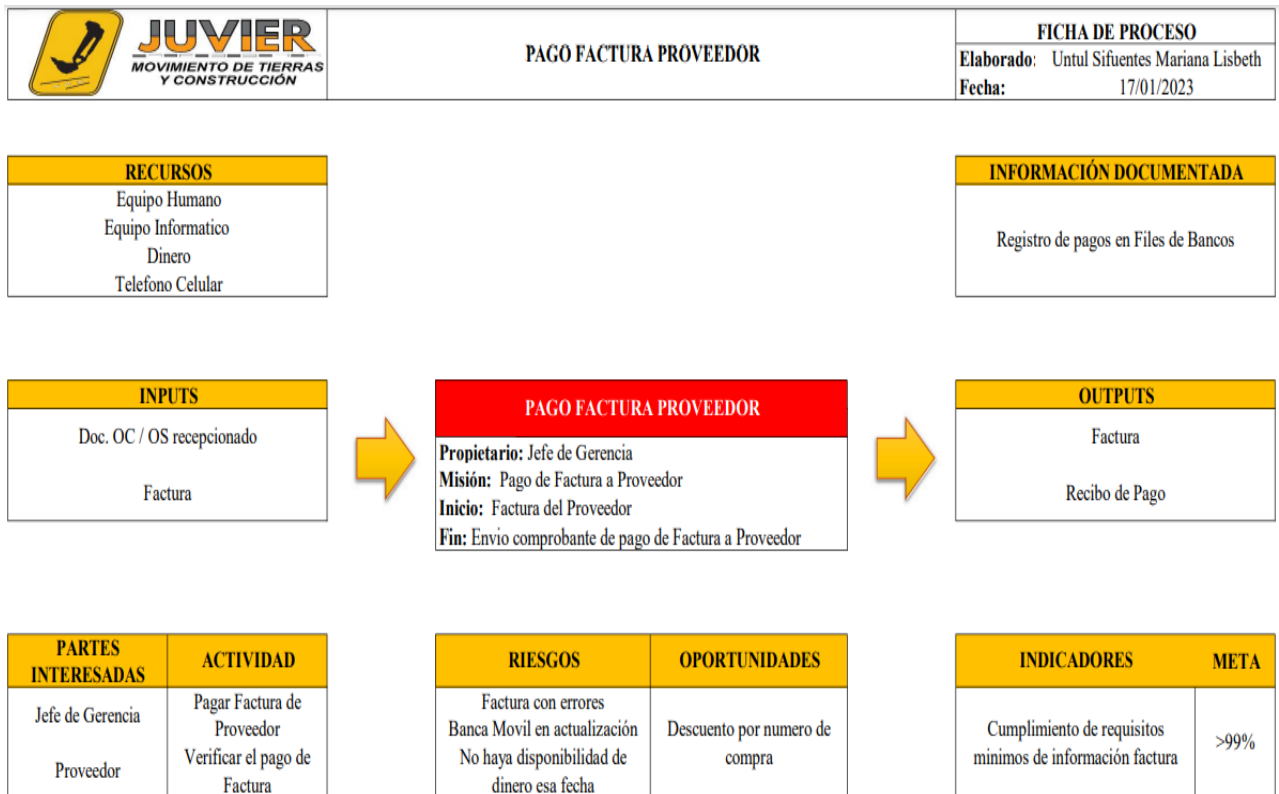 JUVIER
MOVIMIENTO DE TIERRAS
Y CONSTRUCCIÓN
PAGO FACTURA PROVEEDOR
FICHA DE PROCESO
Elaborado: Untul Sifuentes Mariana Lisbeth
Fecha: 17/01/2023
RECURSOS
Equipo Humano
Equipo Informatico
Dinero
Telefono Celular
INFORMACIÓN DOCUMENTADA
Registro de pagos en Files de Bancos
INPUTS
Doc. OC / OS recepcionado
Factura
PAGO FACTURA PROVEEDOR
Propietario: Jefe de Gerencia
Misión: Pago de Factura a Proveedor
Inicio: Factura del Proveedor
Fin: Envio comprobante de pago de Factura a Proveedor
OUTPUTS
Factura
Recibo de Pago
PARTES
INTERESADAS
ACTIVIDAD
Jefe de Gerencia
Proveedor
Pagar Factura de
Proveedor
Verificar el pago de
Factura
RIESGOS
OPORTUNIDADES
Factura con errores
Banca Movil en actualización
No haya disponibilidad de
dinero esa fecha
Descuento por numero de
compra
INDICADORES
META
Cumplimiento de requisitos
minimos de información factura
>99%